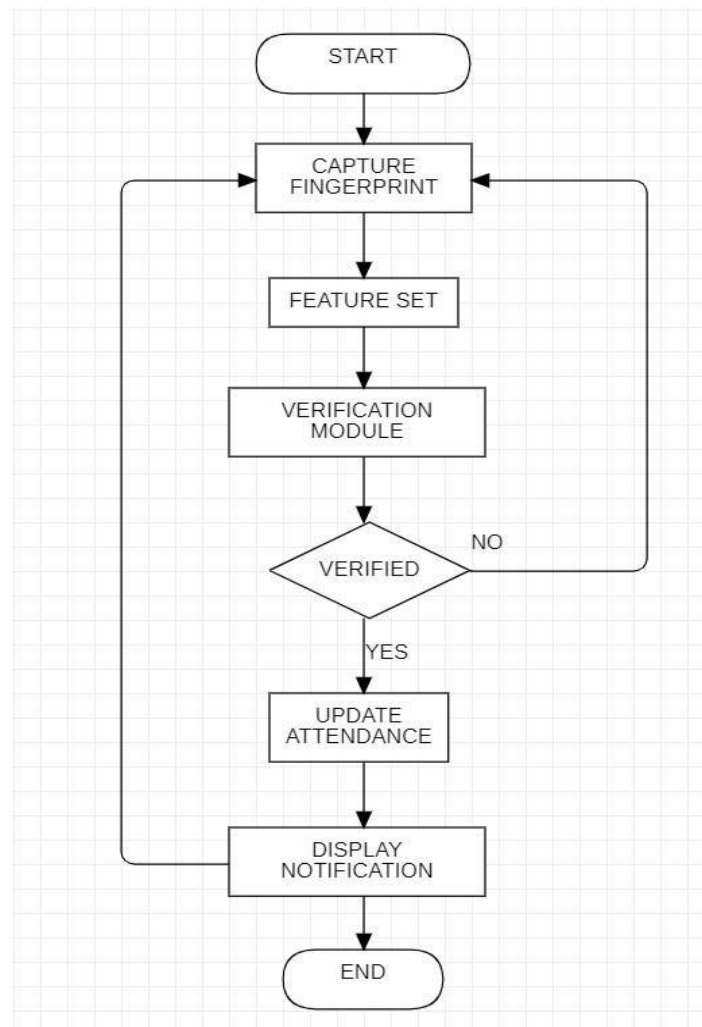 START
CAPTURE
FINGERPRINT
FEATURE SET
VERIFICATION
MODULE
VERIFIED
NO
YES
UPDATE
ATTENDANCE
DISPLAY
NOTIFICATION
END